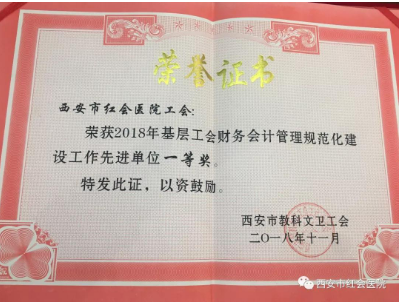 荣誉证书
西安市红会医院工会:
荣获2018年基层工会财务会计管理规范化建
设工作先进单位一等奖。
特发此证，以资鼓励。
西安市教科文卫工会
二〇一八年十一月
西安市红会医院